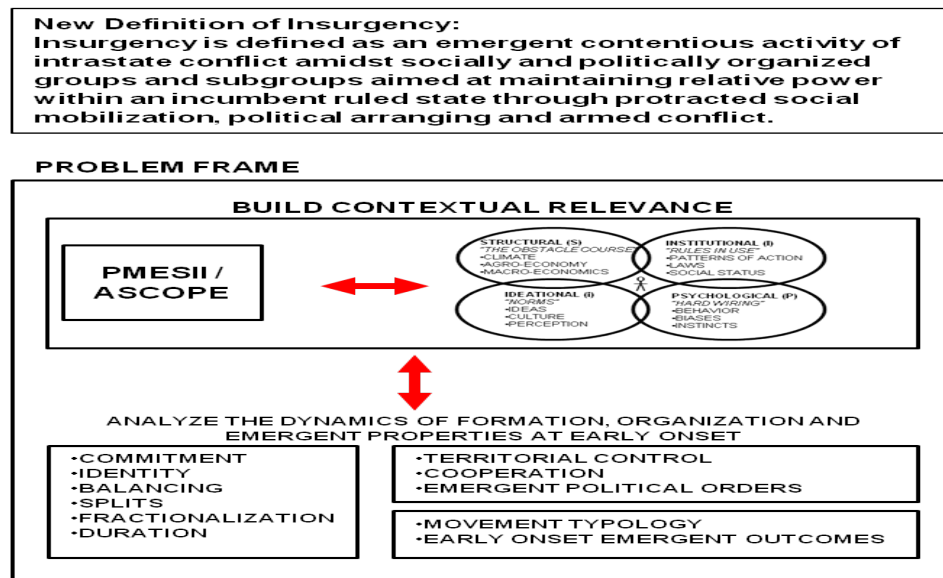 New Definition of Insurgency:
Insurgency is defined as an emergent contentious activity of
intrastate conflict amidst socially and politically organized
groups and subgroups aimed at maintaining relative power
within an incumbent ruled state through protracted social
mobilization, political arranging and armed conflict.
PROBLEM FRAME
BUILD CONTEXTUAL RELEVANCE
PMESII /
ASCOPE
STRUCTURAL (S)
"THE OBSTACLE COURSE"
•CLIMATE
•AGRO-ECONOMY
•MACRO-ECONOMICS
INSTITUTIONAL (I)
"RULES IN USE"
•PATTERNS OF ACTION
•LAWS
•SOCIAL STATUS
IDEATIONAL (I)
"NORMS"
•IDEAS
•CULTURE
•PERCEPTION
PSYCHOLOGICAL (P)
"HARD WIRING"
•BEHAVIOR
•BIASES
•INSTINCTS
ANALYZE THE DYNAMICS OF FORMATION, ORGANIZATION AND
EMERGENT PROPERTIES AT EARLY ONSET
•COMMITMENT
•IDENTITY
•BALANCING
•SPLITS
•FRACTIONALIZATION
•DURATION
•TERRITORIAL CONTROL
•COOPERATION
•EMERGENT POLITICAL ORDERS
•MOVEMENT TYPOLOGY
•EARLY ONSET EMERGENT OUTCOMES